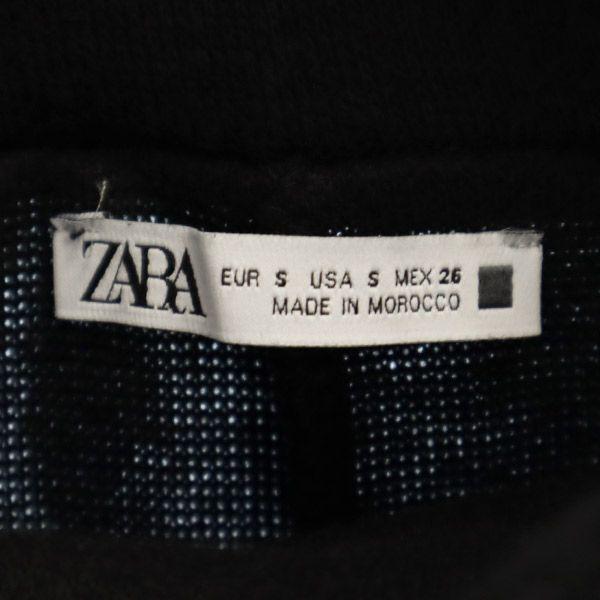 ZARA
EUR S USA S MEX 26
MADE IN MOROCCO